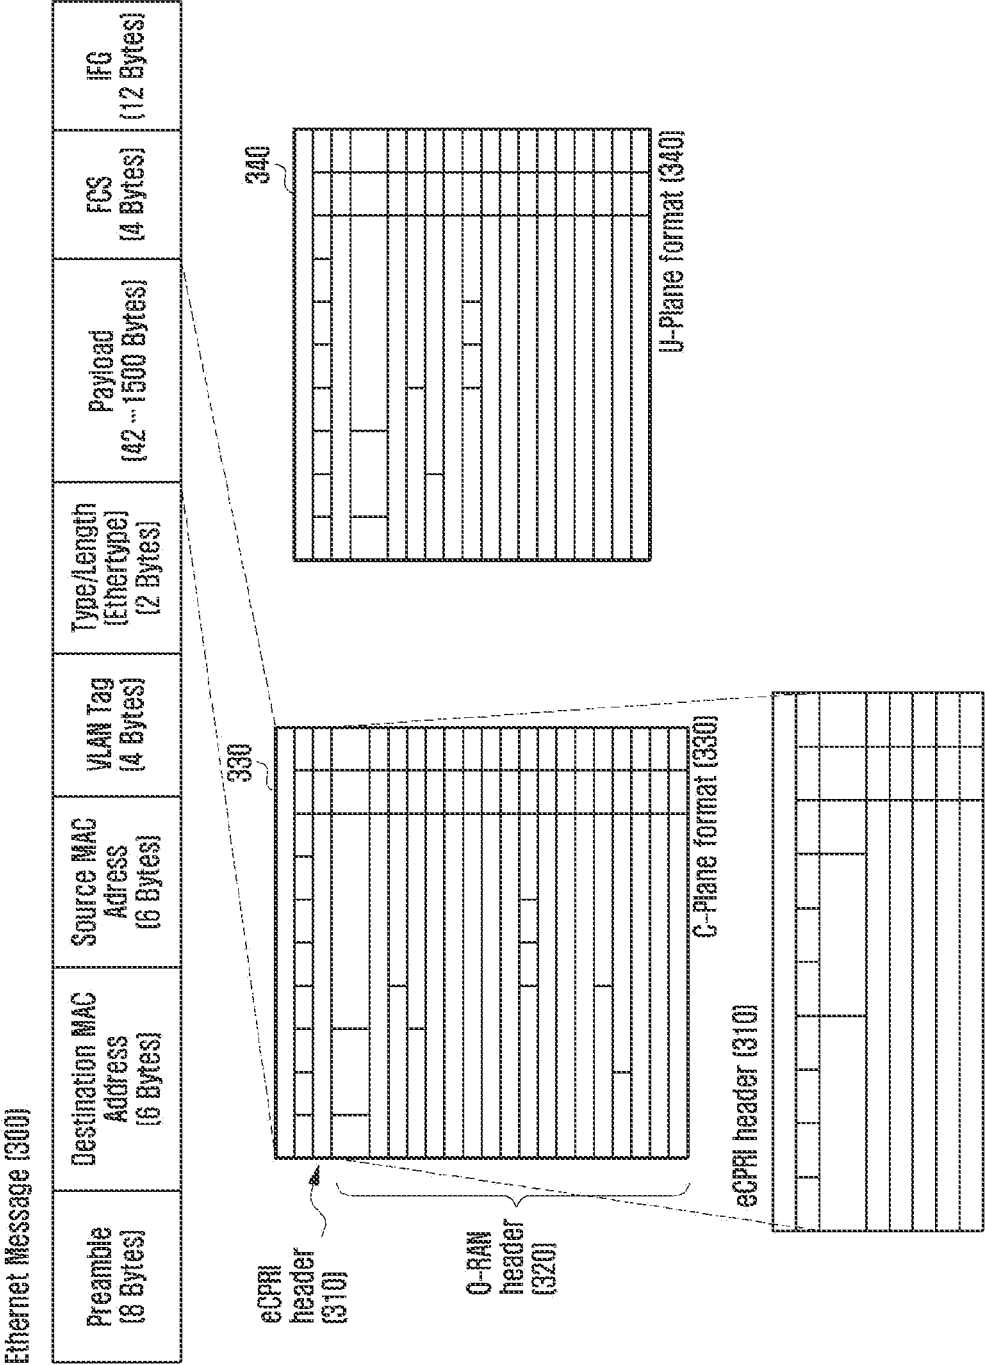 Ethernet Message (300)
Preamble
(8 Bytes)
Destination MAC
Address
(6 Bytes)
Source MAC
Adress
(6 Bytes)
VLAN Tag
(4 Bytes)
Type/Length
(Ethertype)
(2 Bytes)
Payload
(42···1500 Bytes)
FCS
(4 Bytes)
IFG
(12 Bytes)
330
340
eCPRI
header
(310)
O-RAN
header
(320)
C-Plane format (330)
U-Plane format (340)
eCPRI header (310)